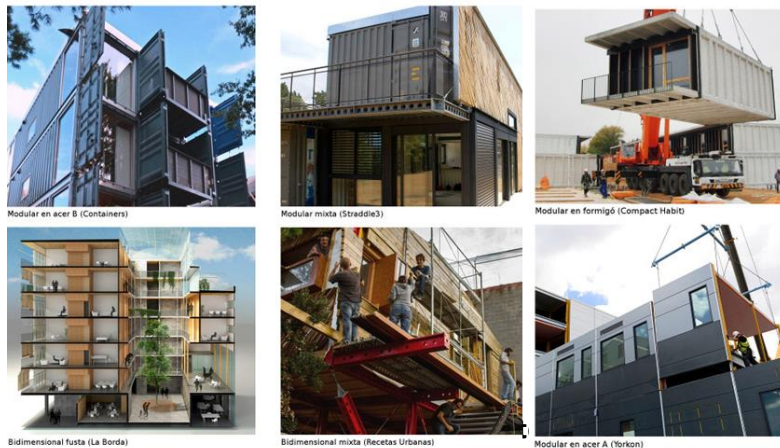 Modular en acer B (Containers)
Modular mixta (Straddle3)
Modular en formigó (Compact Habit)
Bidimensional fusta (La Borda)
Bidimensional mixta (Recetas Urbanas)
Modular en acer A (Yorkon)